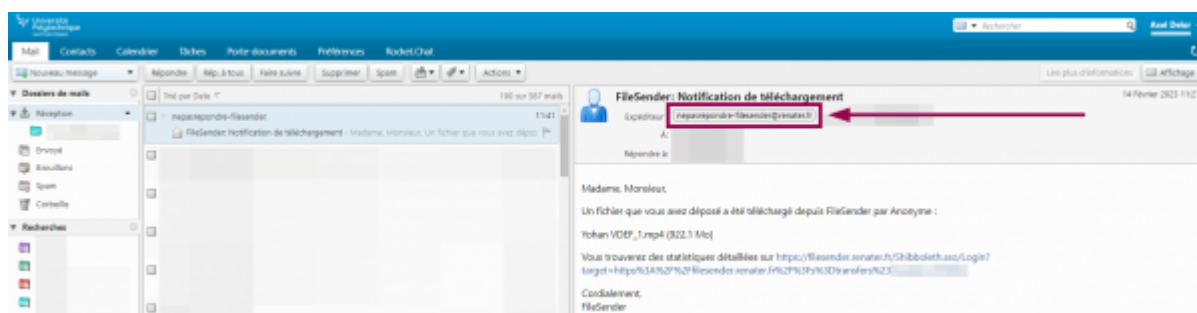 Université
Polytechnique
Rechercher
Axel Delor
Mail Contacts Calendrier Tâches Porte-documents Préférences Rocket.Chat
Nouveau message Répondre Rép. à tous Faire suivre Supprimer Spam Actions Lire plus d'informations Affichage
Dossiers de mails
Réception
Envoyé
Brouillons
Spam
Corbeille
Recherches
Trié par Date 100 sur 567 mails
nepasrepondre-filesender 11:41
FileSender: Notification de téléchargement - Madame, Monsieur, Un fichier que vous avez dépos
FileSender: Notification de téléchargement 14 Février 2023 11:2
Expéditeur: nepasrepondre-filesender@renater.fr
À:
Répondre à:
Madame, Monsieur,
Un fichier que vous avez déposé a été téléchargé depuis FileSender par Anonyme :
Yohan VDEF_1.mp4 (922.1 Mo)
Vous trouverez des statistiques détaillées sur https://filesender.renater.fr/Shibboleth.sso/Login?
target=https%3A%2F%2Ffilesender.renater.fr%2F%3Fs%3Dtransfers%23
Cordialement,
FileSender